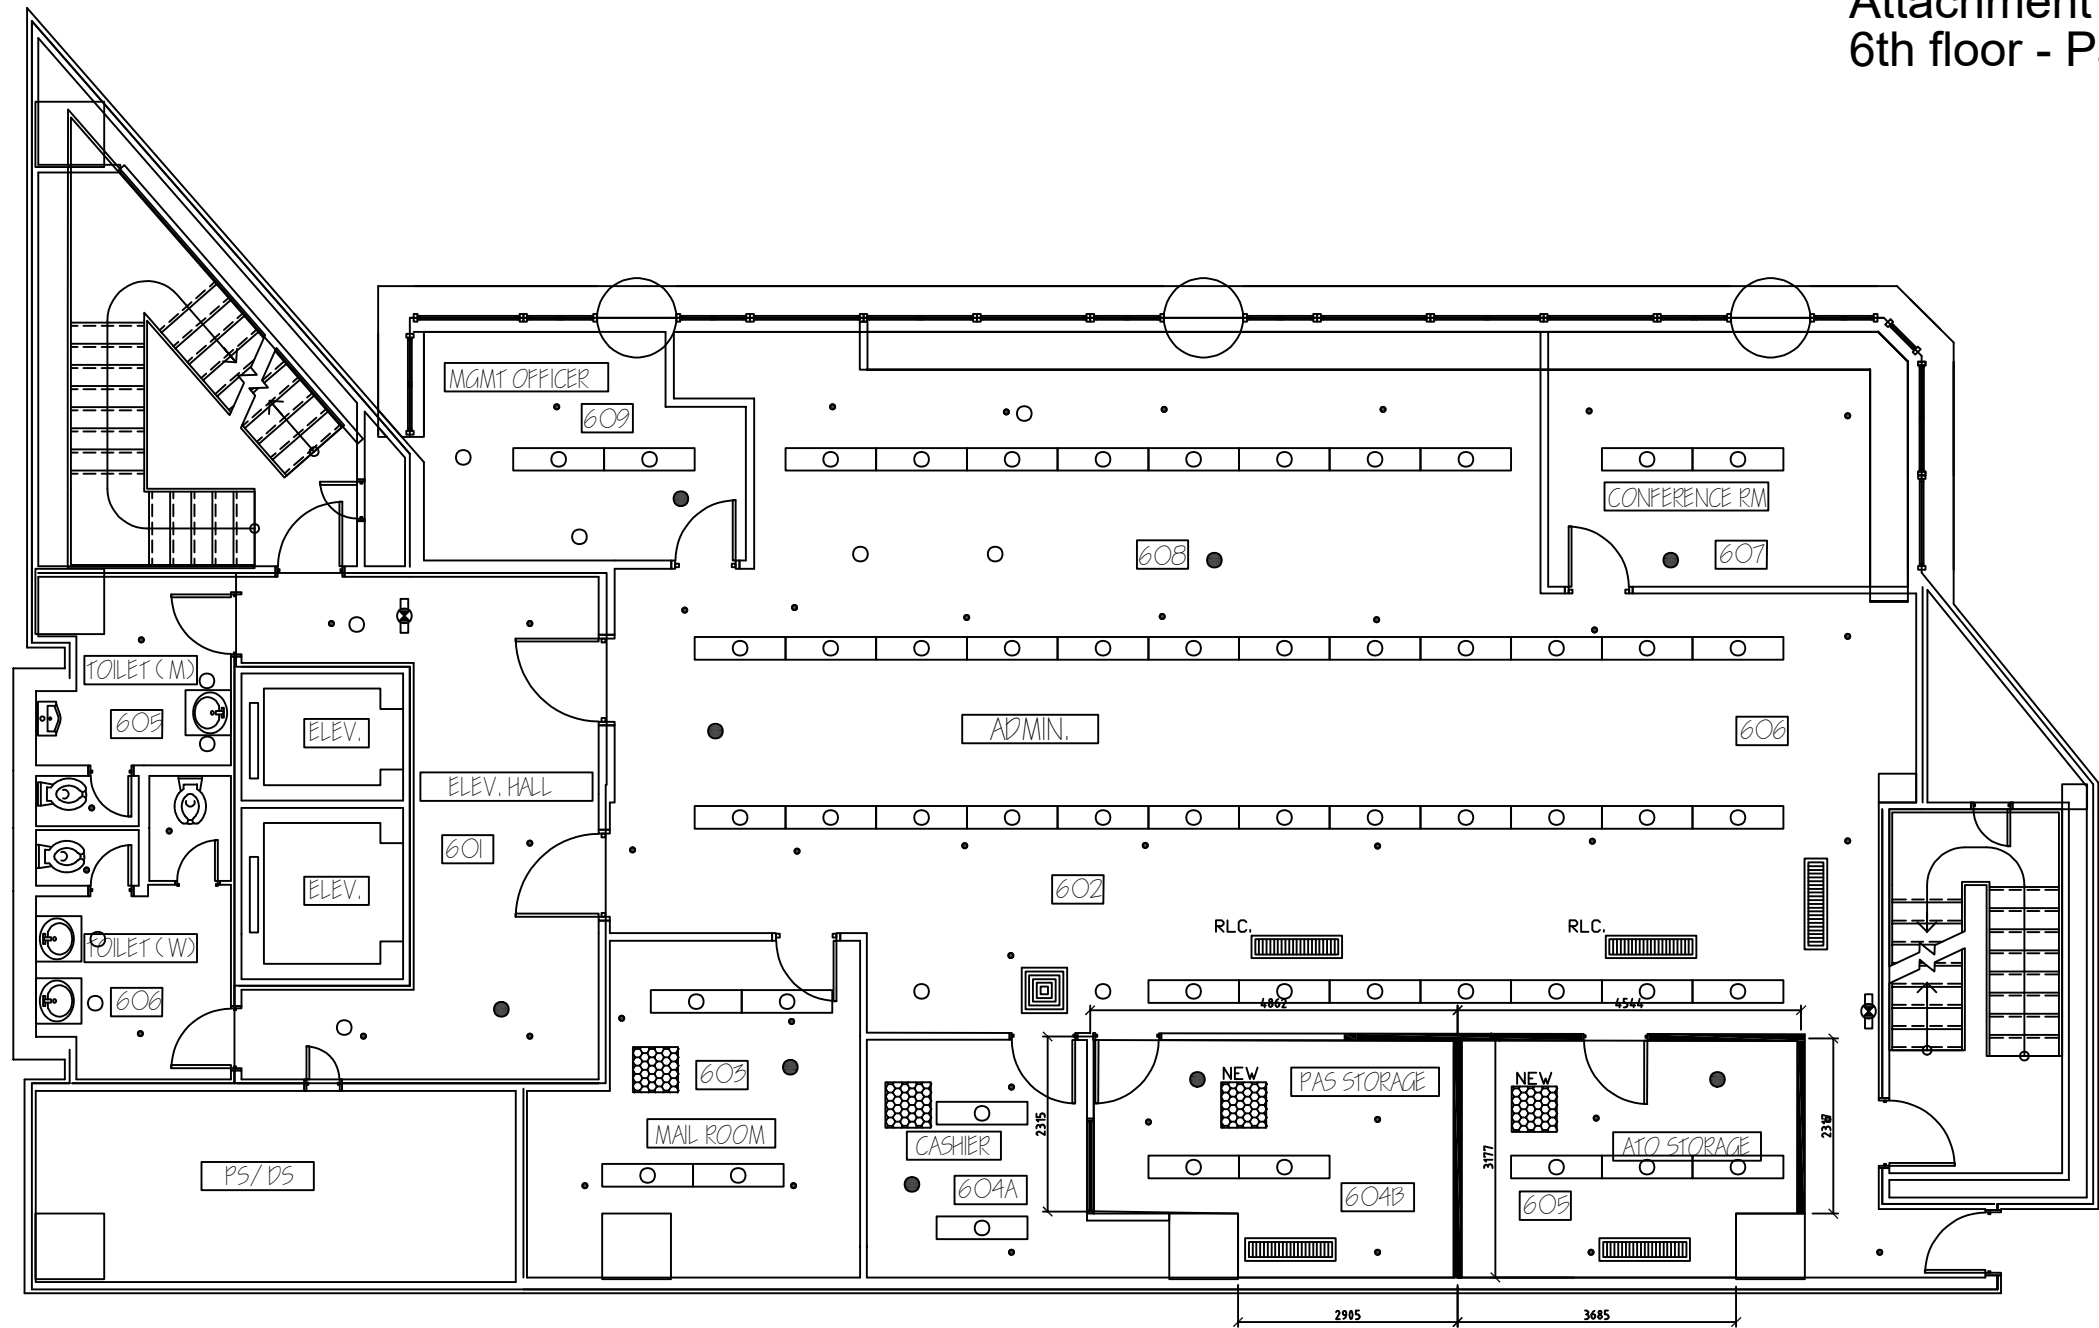 Attachment
6th floor - P
MGMT OFFICER
609
CONFERENCE RM
608
607
TOILET (M)
605
ELEV.
ADMIN.
606
ELEV. HALL
601
ELEV.
602
TOILET (W)
606
RLC.
RLC.
4862
4544
603
NEW
PAS STORAGE
NEW
MAIL ROOM
CASHIER
2315
3177
ATO STORAGE
PS/DS
604A
604B
605
2905
3685